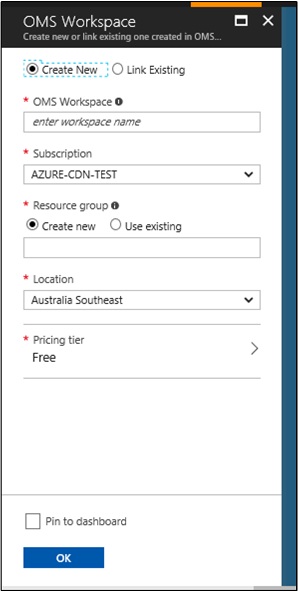 OMS Workspace
Create new or link existing one created in OMS...
Create New Link Existing
* OMS Workspace
enter workspace name
* Subscription
AZURE-CDN-TEST
* Resource group
Create new Use existing
* Location
Australia Southeast
* Pricing tier
Free
Pin to dashboard
OK